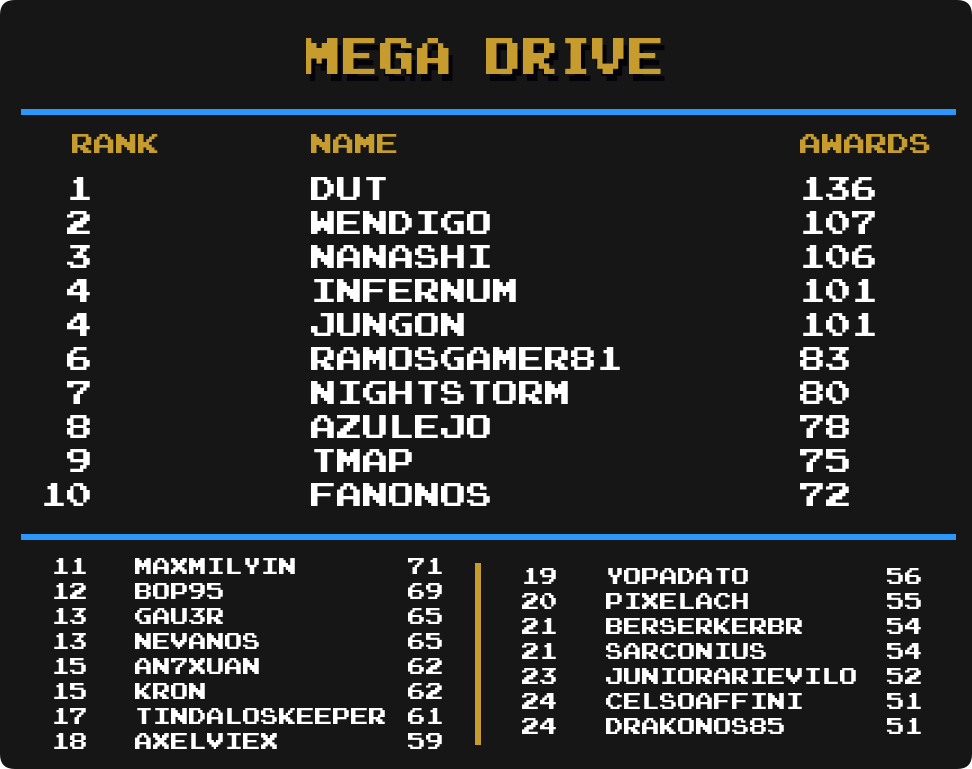 MEGA DRIVE
RANK NAME AWARDS
1 DUT 136
2 WENDIGO 107
3 NANASHI 106
4 INFERNUM 101
4 JUNGON 101
6 RAMOSGAMER81 83
7 NIGHTSTORM 80
8 AZULEJO 78
9 TMAP 75
10 FANONOS 72
11 MAXMILYIN 71
12 BOP95 69
13 GAU3R 65
13 NEVANOS 65
15 AN7XUAN 62
15 KRON 62
17 TINDALOSKEEPER 61
18 AXELVIEX 59
19 YOPADATO 56
20 PIXELACH 55
21 BERSERKERBR 54
21 SARCONIUS 54
23 JUNIORARIEVILO 52
24 CELSOAFFINI 51
24 DRAKONOS85 51